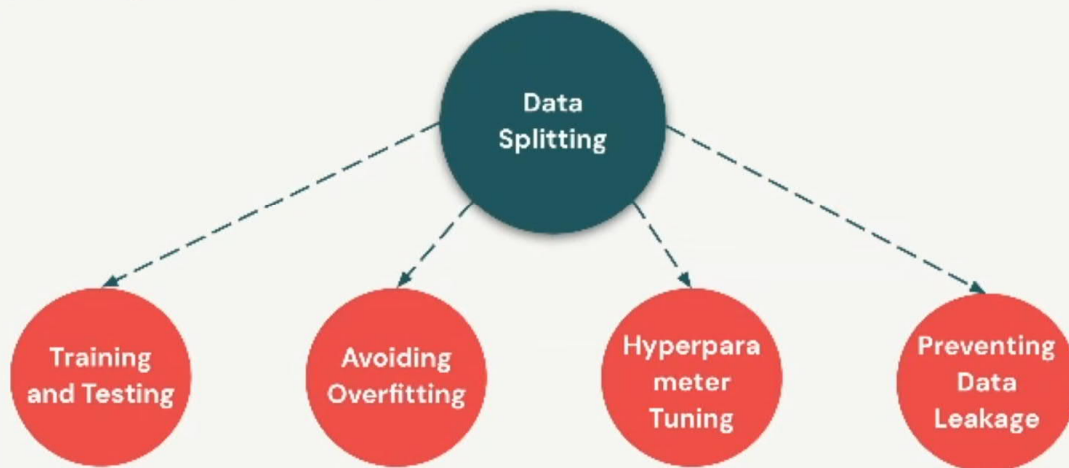 Data
Splitting
Training
and Testing
Avoiding
Overfitting
Hyperpara
meter
Tuning
Preventing
Data
Leakage